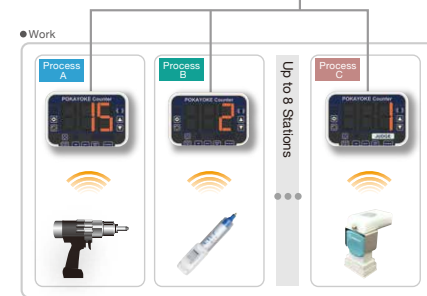 ●Work
Process
A
POKAYOKE Counter
15
Process
B
POKAYOKE Counter
2
Up to 8 Stations
Process
C
POKAYOKE Counter
1
JUDGE